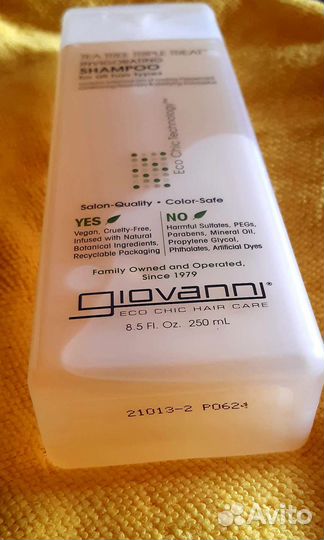 TEA TREE TRIPLE TREAT™
INVIGORATING
SHAMPOO
for all hair types
Eco Chic Technology™
Salon-Quality • Color-Safe
YES
Vegan, Cruelty-Free,
Infused with Natural
Botanical Ingredients,
Recyclable Packaging
NO
Harmful Sulfates, PEGs,
Parabens, Mineral Oil,
Propylene Glycol,
Phthalates, Artificial Dyes
Family Owned and Operated,
Since 1979
giovanni®
ECO CHIC HAIR CARE
8.5 Fl. Oz. 250 mL
21013-2 P0624
Avito